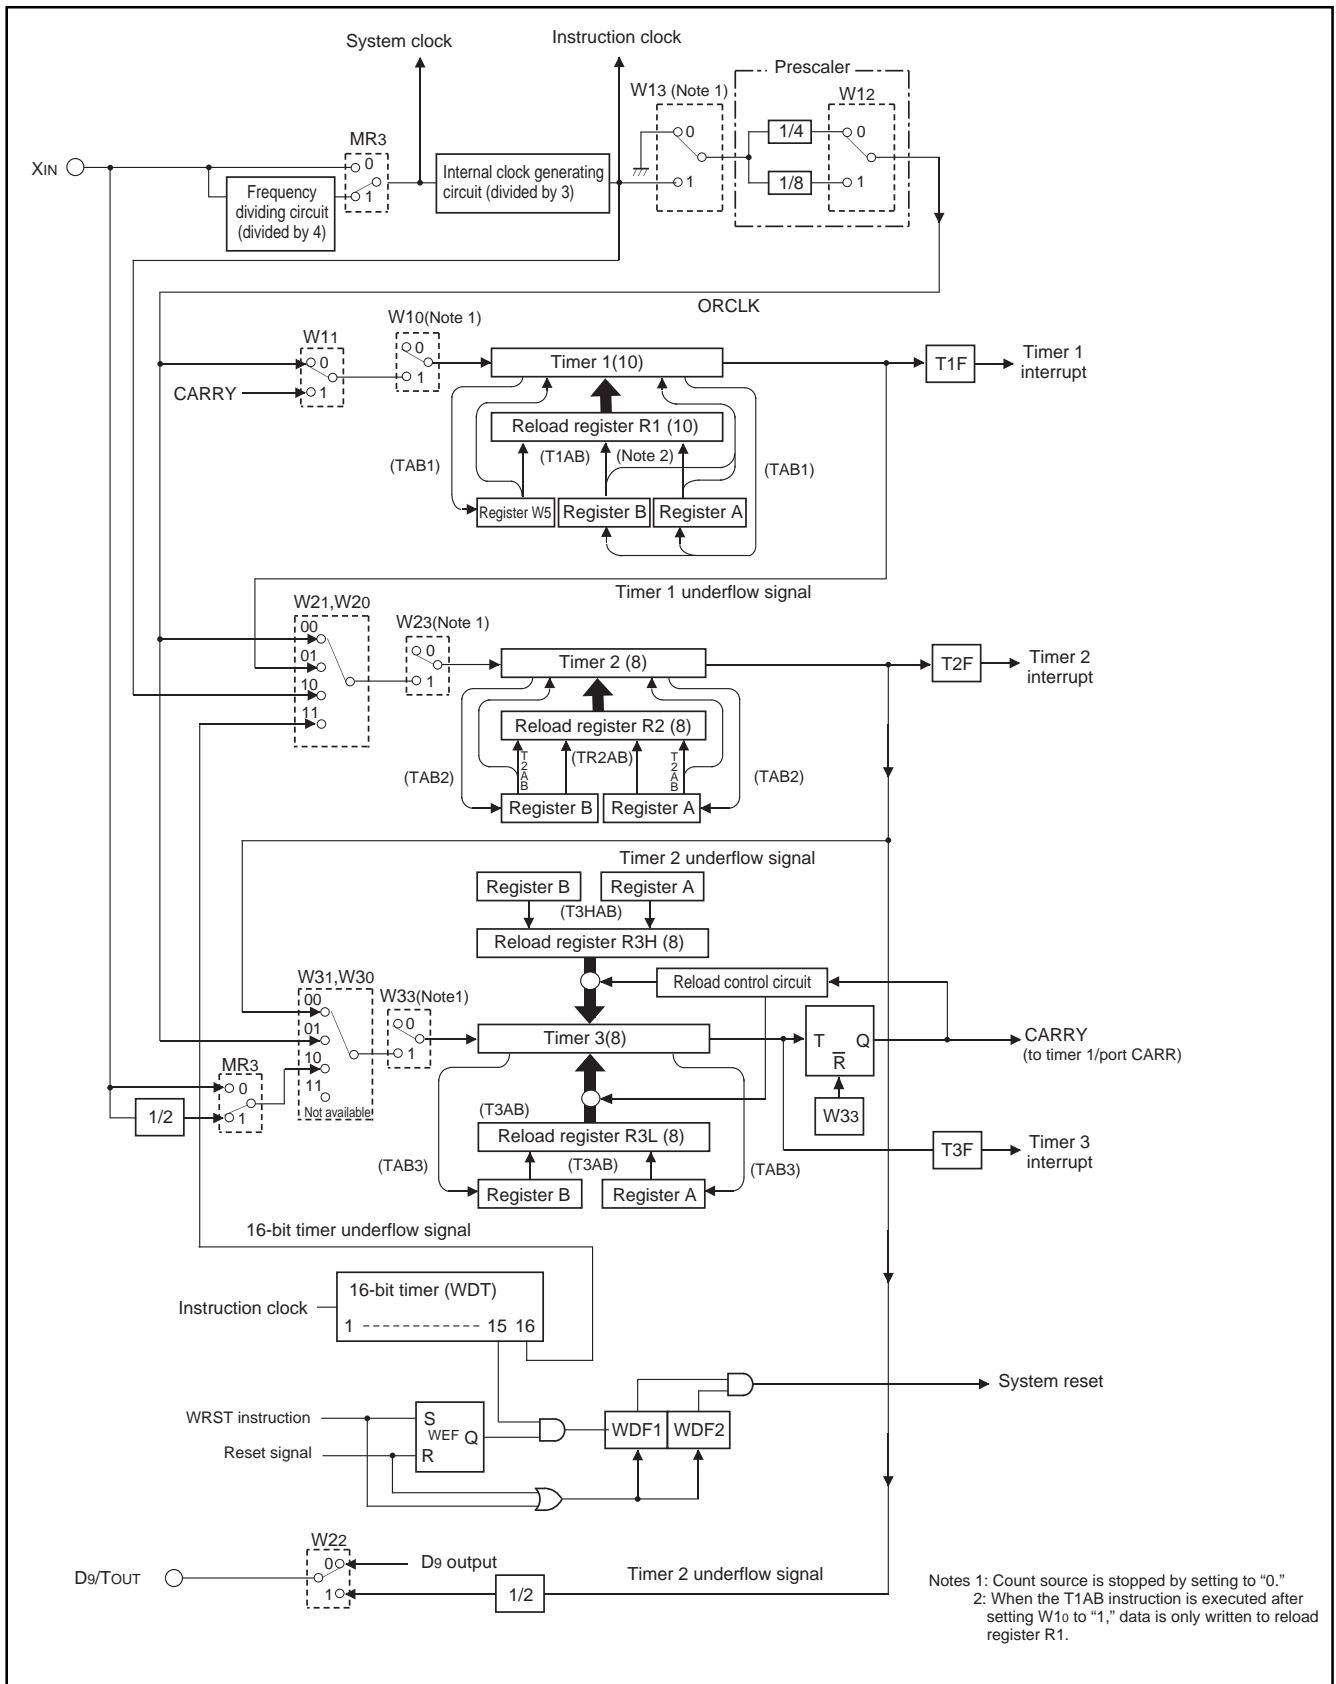 System clock
Instruction clock
Prescaler
W13 (Note 1)
W12
MR3
0
1/4
0
XIN
0
Internal clock generating
circuit (divided by 3)
1
1/8
1
1
Frequency
dividing circuit
(divided by 4)
ORCLK
W10(Note 1)
W11
0
Timer 1(10)
T1F
Timer 1
interrupt
0
1
CARRY
1
Reload register R1 (10)
(TAB1)
(T1AB)
(Note 2)
(TAB1)
Register W5
Register B
Register A
Timer 1 underflow signal
W21,W20
W23(Note 1)
00
0
Timer 2 (8)
T2F
Timer 2
interrupt
01
10
1
11
Reload register R2 (8)
T2AB
(TR2AB)
T2AB
(TAB2)
(TAB2)
Register B
Register A
Timer 2 underflow signal
Register B
Register A
(T3HAB)
Reload register R3H (8)
W31,W30
W33(Note1)
Reload control circuit
00
0
01
1
Timer 3(8)
T
Q
R
CARRY
(to timer 1/port CARR)
10
MR3
0
11
Not available
1/2
1
(T3AB)
W33
Reload register R3L (8)
T3F
Timer 3
interrupt
(TAB3)
(T3AB)
(TAB3)
Register B
Register A
16-bit timer underflow signal
16-bit timer (WDT)
Instruction clock
1 ------------- 15 16
System reset
WRST instruction
S
WEF
Q
WDF1
WDF2
Reset signal
R
W22
D9/TOUT
0
D9 output
1
1/2
Timer 2 underflow signal
Notes 1: Count source is stopped by setting to “0.”
2: When the T1AB instruction is executed after
setting W10 to “1,” data is only written to reload
register R1.